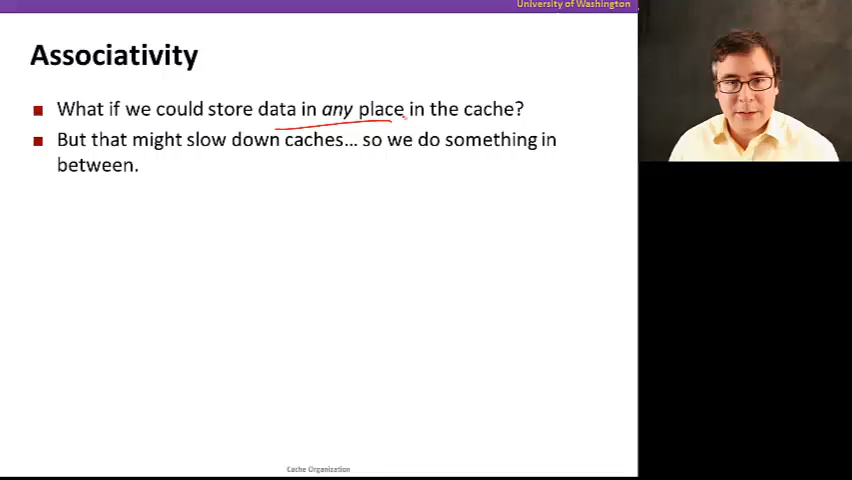 University of Washington
Associativity
What if we could store data in any place in the cache?
But that might slow down caches... so we do something in
between.
Cache Organization